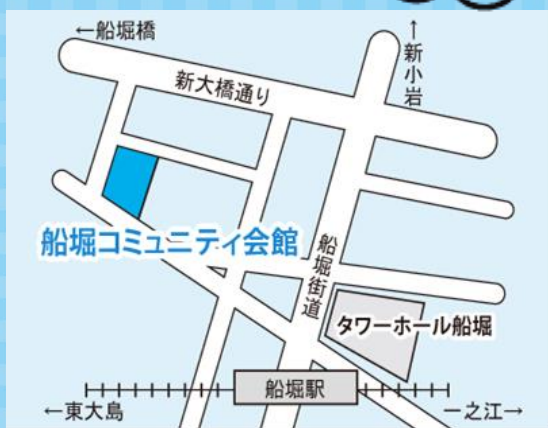 ←船堀橋
↑新小岩
新大橋通り
船堀コミュニティ会館
船堀街道
タワーホール船堀
船堀駅
←東大島
一之江→